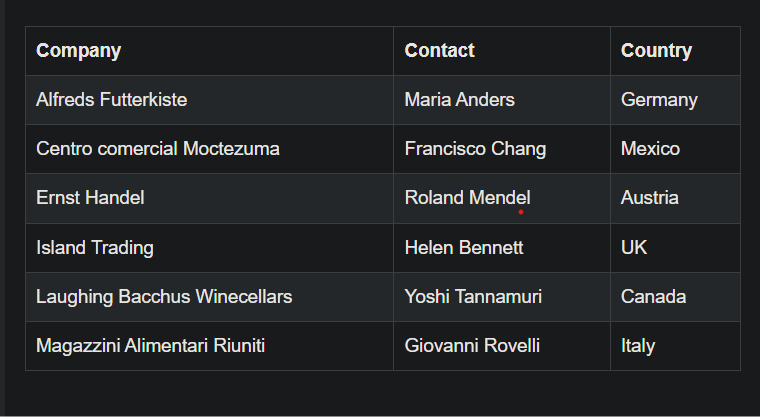 Company Contact Country
Alfreds Futterkiste Maria Anders Germany
Centro comercial Moctezuma Francisco Chang Mexico
Ernst Handel Roland Mendel Austria
Island Trading Helen Bennett UK
Laughing Bacchus Winecellars Yoshi Tannamuri Canada
Magazzini Alimentari Riuniti Giovanni Rovelli Italy